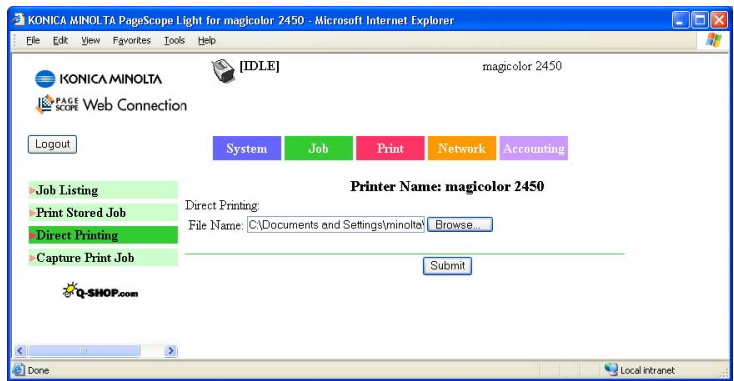 KONICA MINOLTA PageScope Light for magicolor 2450 - Microsoft Internet Explorer
File Edit View Favorites Tools Help
KONICA MINOLTA
[IDLE]
magicolor 2450
PAGE SCOPE Web Connection
Logout
System Job Print Network Accounting
Printer Name: magicolor 2450
Job Listing
Print Stored Job
Direct Printing
Capture Print Job
Direct Printing:
File Name: C:\Documents and Settings\minolta\ Browse...
Submit
Q-SHOP.com
Done
Local intranet